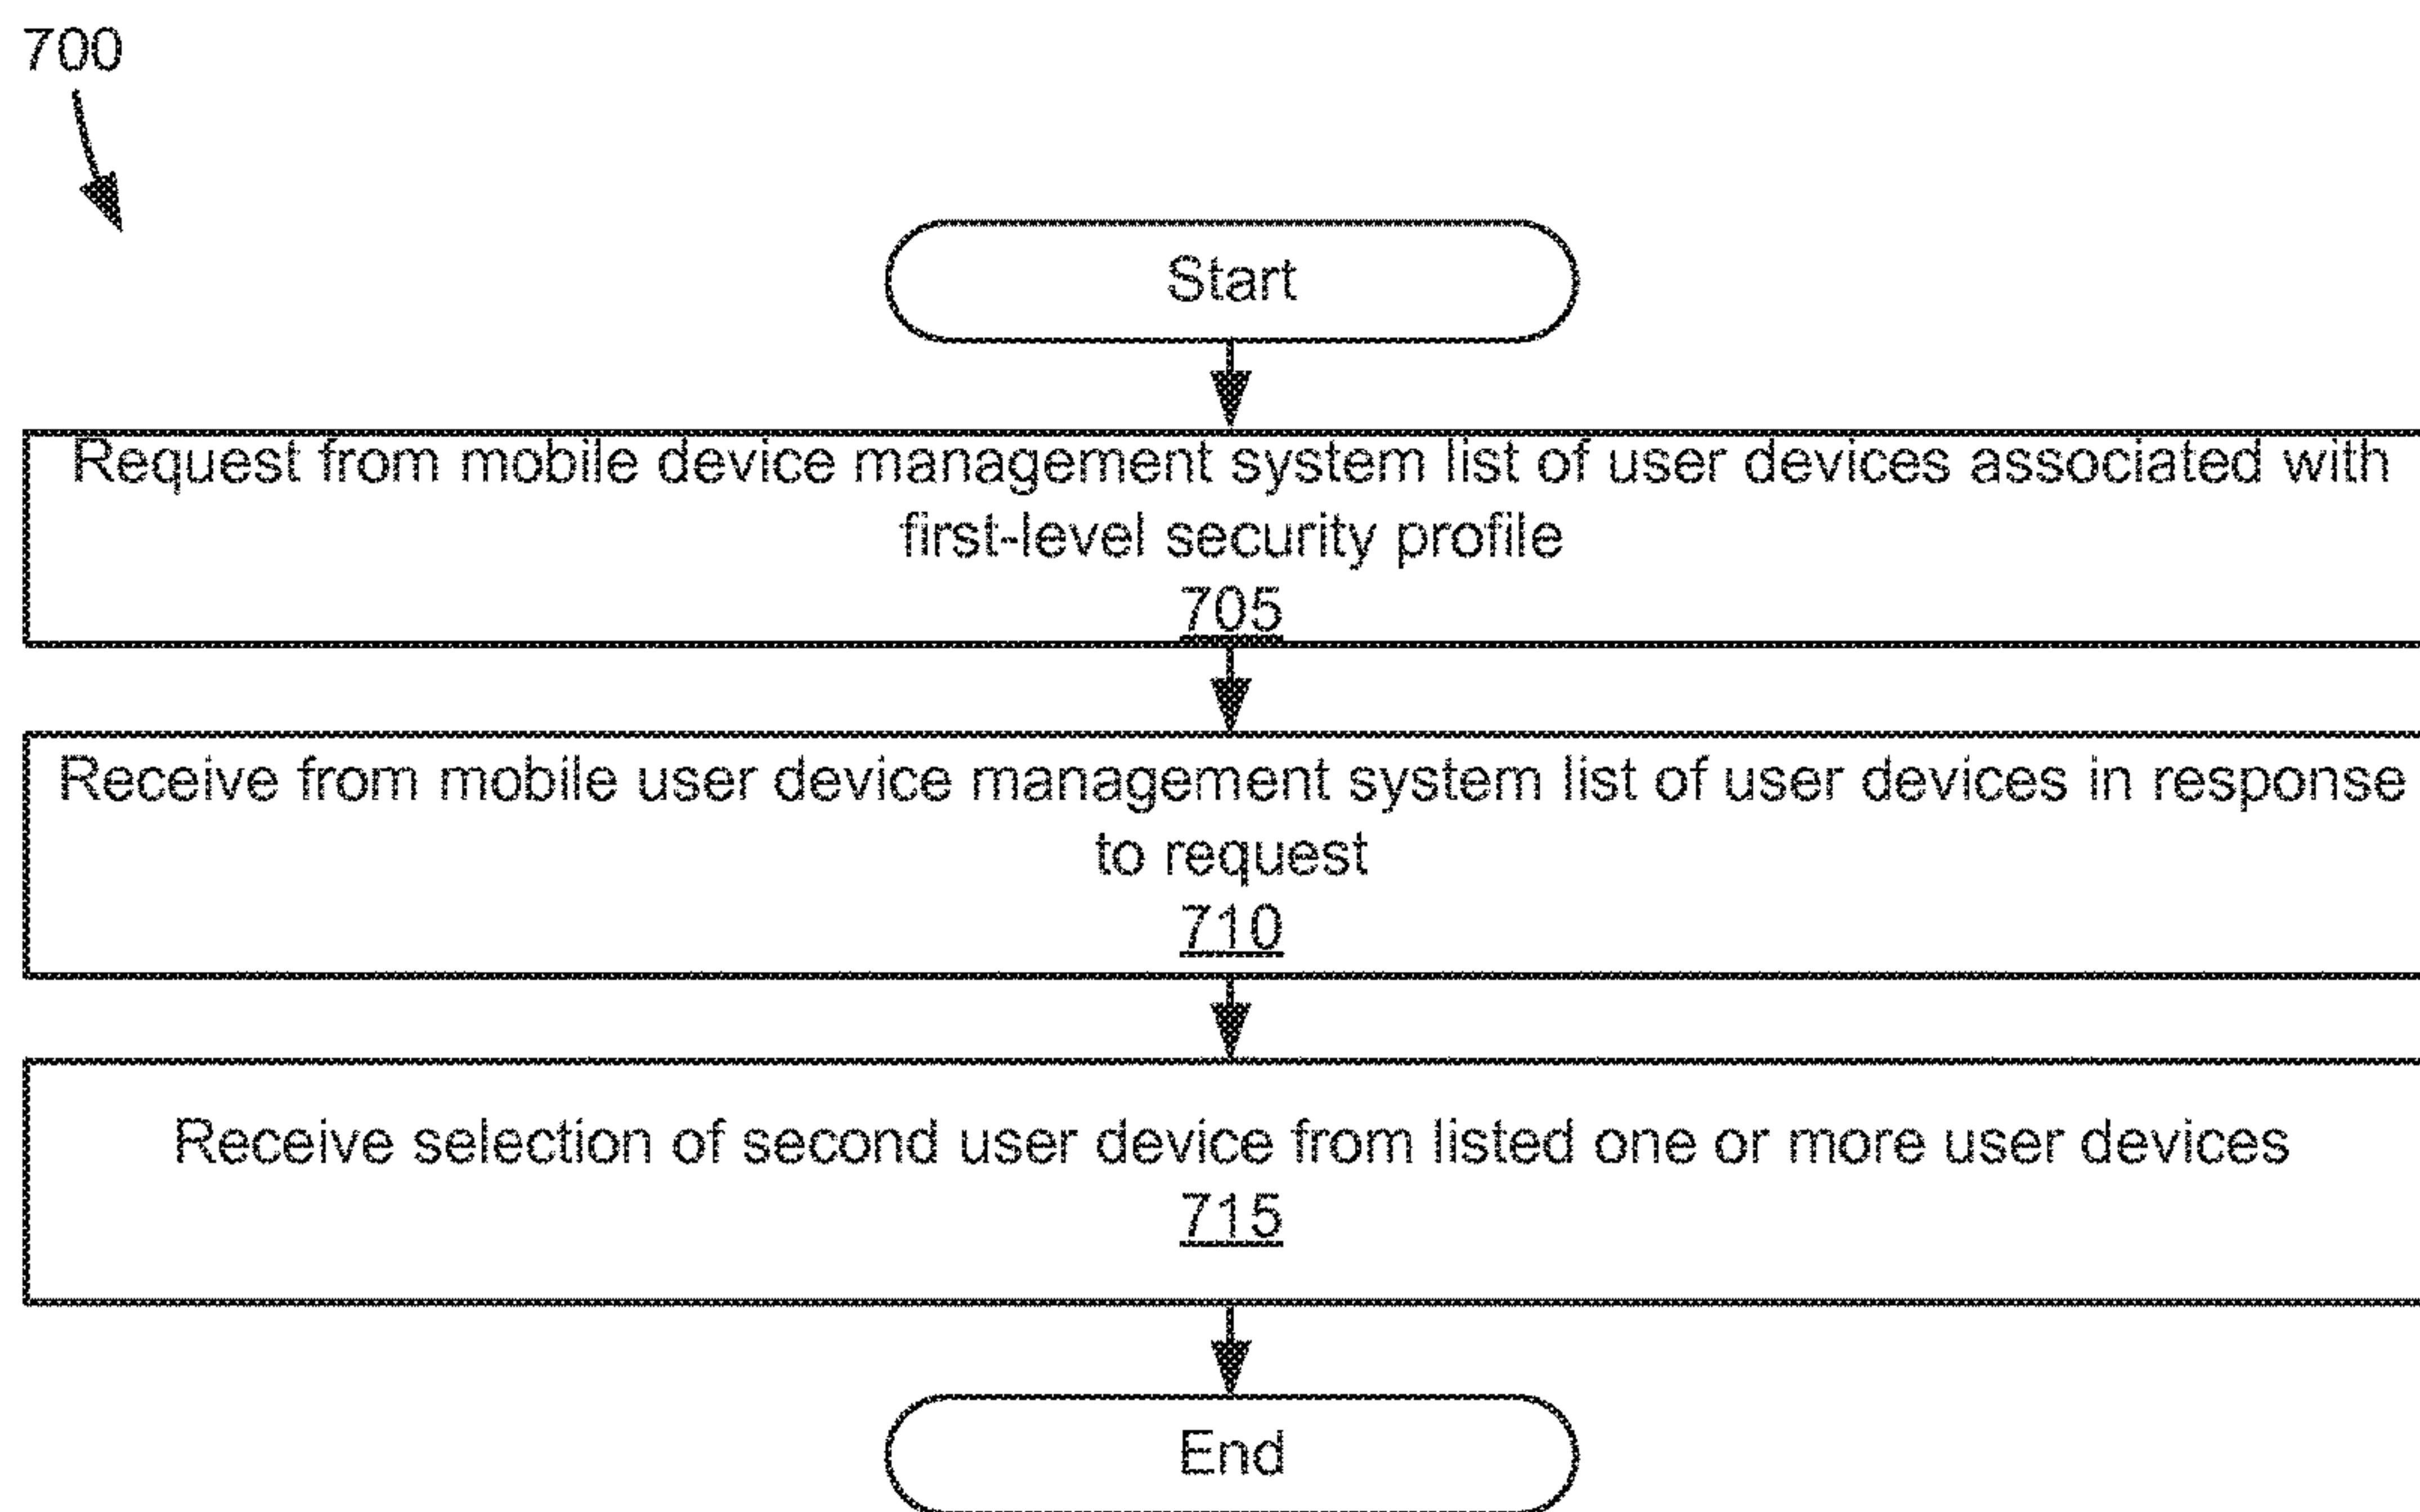 700
Start
Request from mobile device management system list of user devices associated with
first-level security profile
705
Receive from mobile user device management system list of user devices in response
to request
710
Receive selection of second user device from listed one or more user devices
715
End